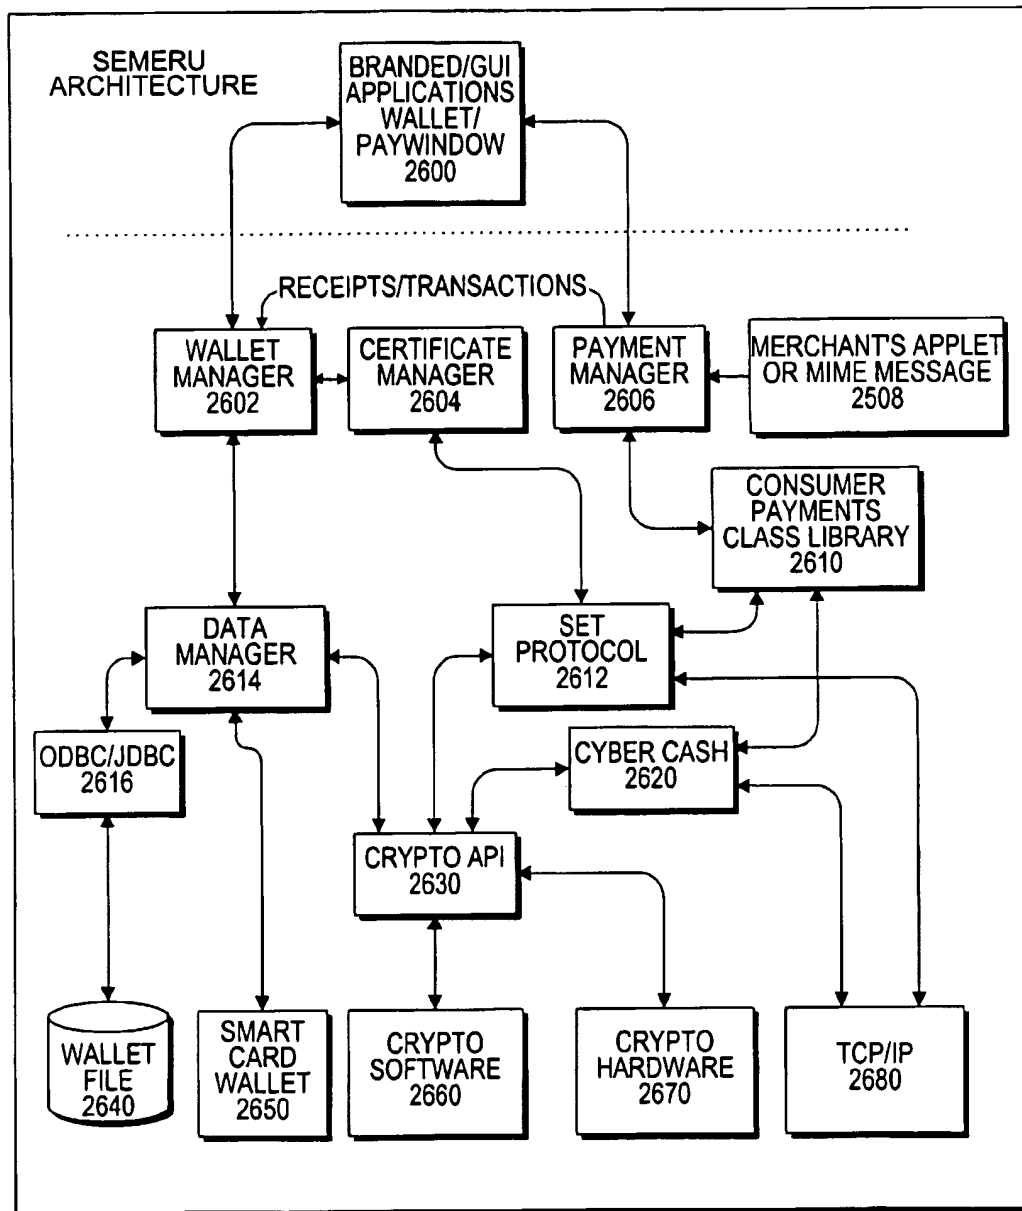 SEMERU
ARCHITECTURE
BRANDED/GUI
APPLICATIONS
WALLET/
PAYWINDOW
2600
RECEIPTS/TRANSACTIONS
WALLET
MANAGER
2602
CERTIFICATE
MANAGER
2604
PAYMENT
MANAGER
2606
MERCHANT'S APPLET
OR MIME MESSAGE
2508
CONSUMER
PAYMENTS
CLASS LIBRARY
2610
DATA
MANAGER
2614
SET
PROTOCOL
2612
ODBC/JDBC
2616
CYBER CASH
2620
CRYPTO API
2630
WALLET
FILE
2640
SMART
CARD
WALLET
2650
CRYPTO
SOFTWARE
2660
CRYPTO
HARDWARE
2670
TCP/IP
2680